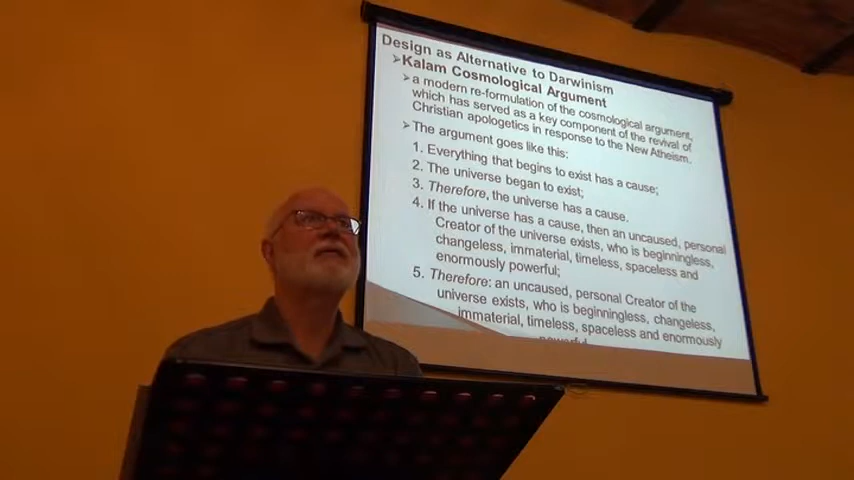 Design as Alternative to Darwinism
➢Kalam Cosmological Argument
➢a modern re-formulation of the cosmological argument,
which has served as a key component of the revival of
Christian apologetics in response to the New Atheism.
➢The argument goes like this:
1. Everything that begins to exist has a cause;
2. The universe began to exist;
3. Therefore, the universe has a cause.
4. If the universe has a cause, then an uncaused, personal
Creator of the universe exists, who is beginningless,
changeless, immaterial, timeless, spaceless and
enormously powerful;
5. Therefore: an uncaused, personal Creator of the
universe exists, who is beginningless, changeless,
immaterial, timeless, spaceless and enormously
powerful.